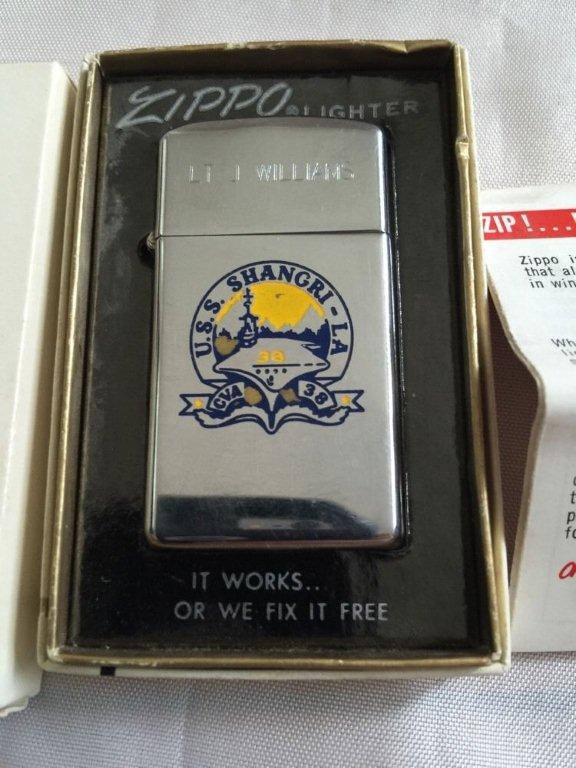 ZIPPO® LIGHTER
LT J WILLIAMS
U.S.S. SHANGRI-LA
38
CVA 38
IT WORKS..
OR WE FIX IT FREE
ZIP!....
Zippo
that
in win
Wh